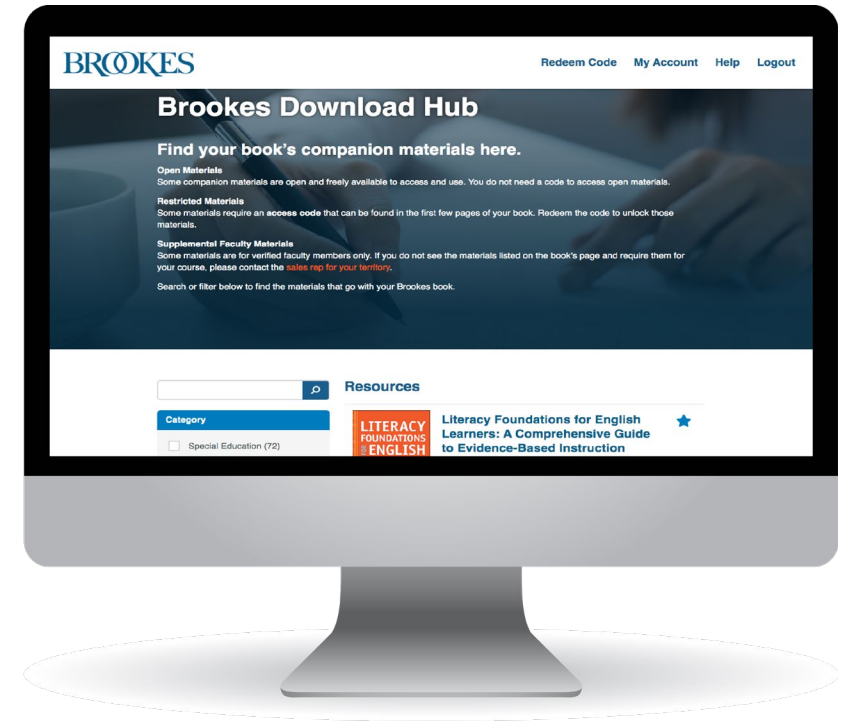 BROOKES
Redeem Code My Account Help Logout
Brookes Download Hub
Find your book's companion materials here.
Open Materials
Some companion materials are open and freely available to access and use. You do not need a code to access open materials.
Restricted Materials
Some materials require an access code that can be found in the first few pages of your book. Redeem the code to unlock those
materials.
Supplemental Faculty Materials
Some materials are for verified faculty members only. If you do not see the materials listed on the book's page and require them for
your course, please contact the sales rep for your territory.
Search or filter below to find the materials that go with your Brookes book.
Resources
Category
Special Education (72)
LITERACY
FOUNDATIONS
FOR ENGLISH
Literacy Foundations for English
Learners: A Comprehensive Guide
to Evidence-Based Instruction